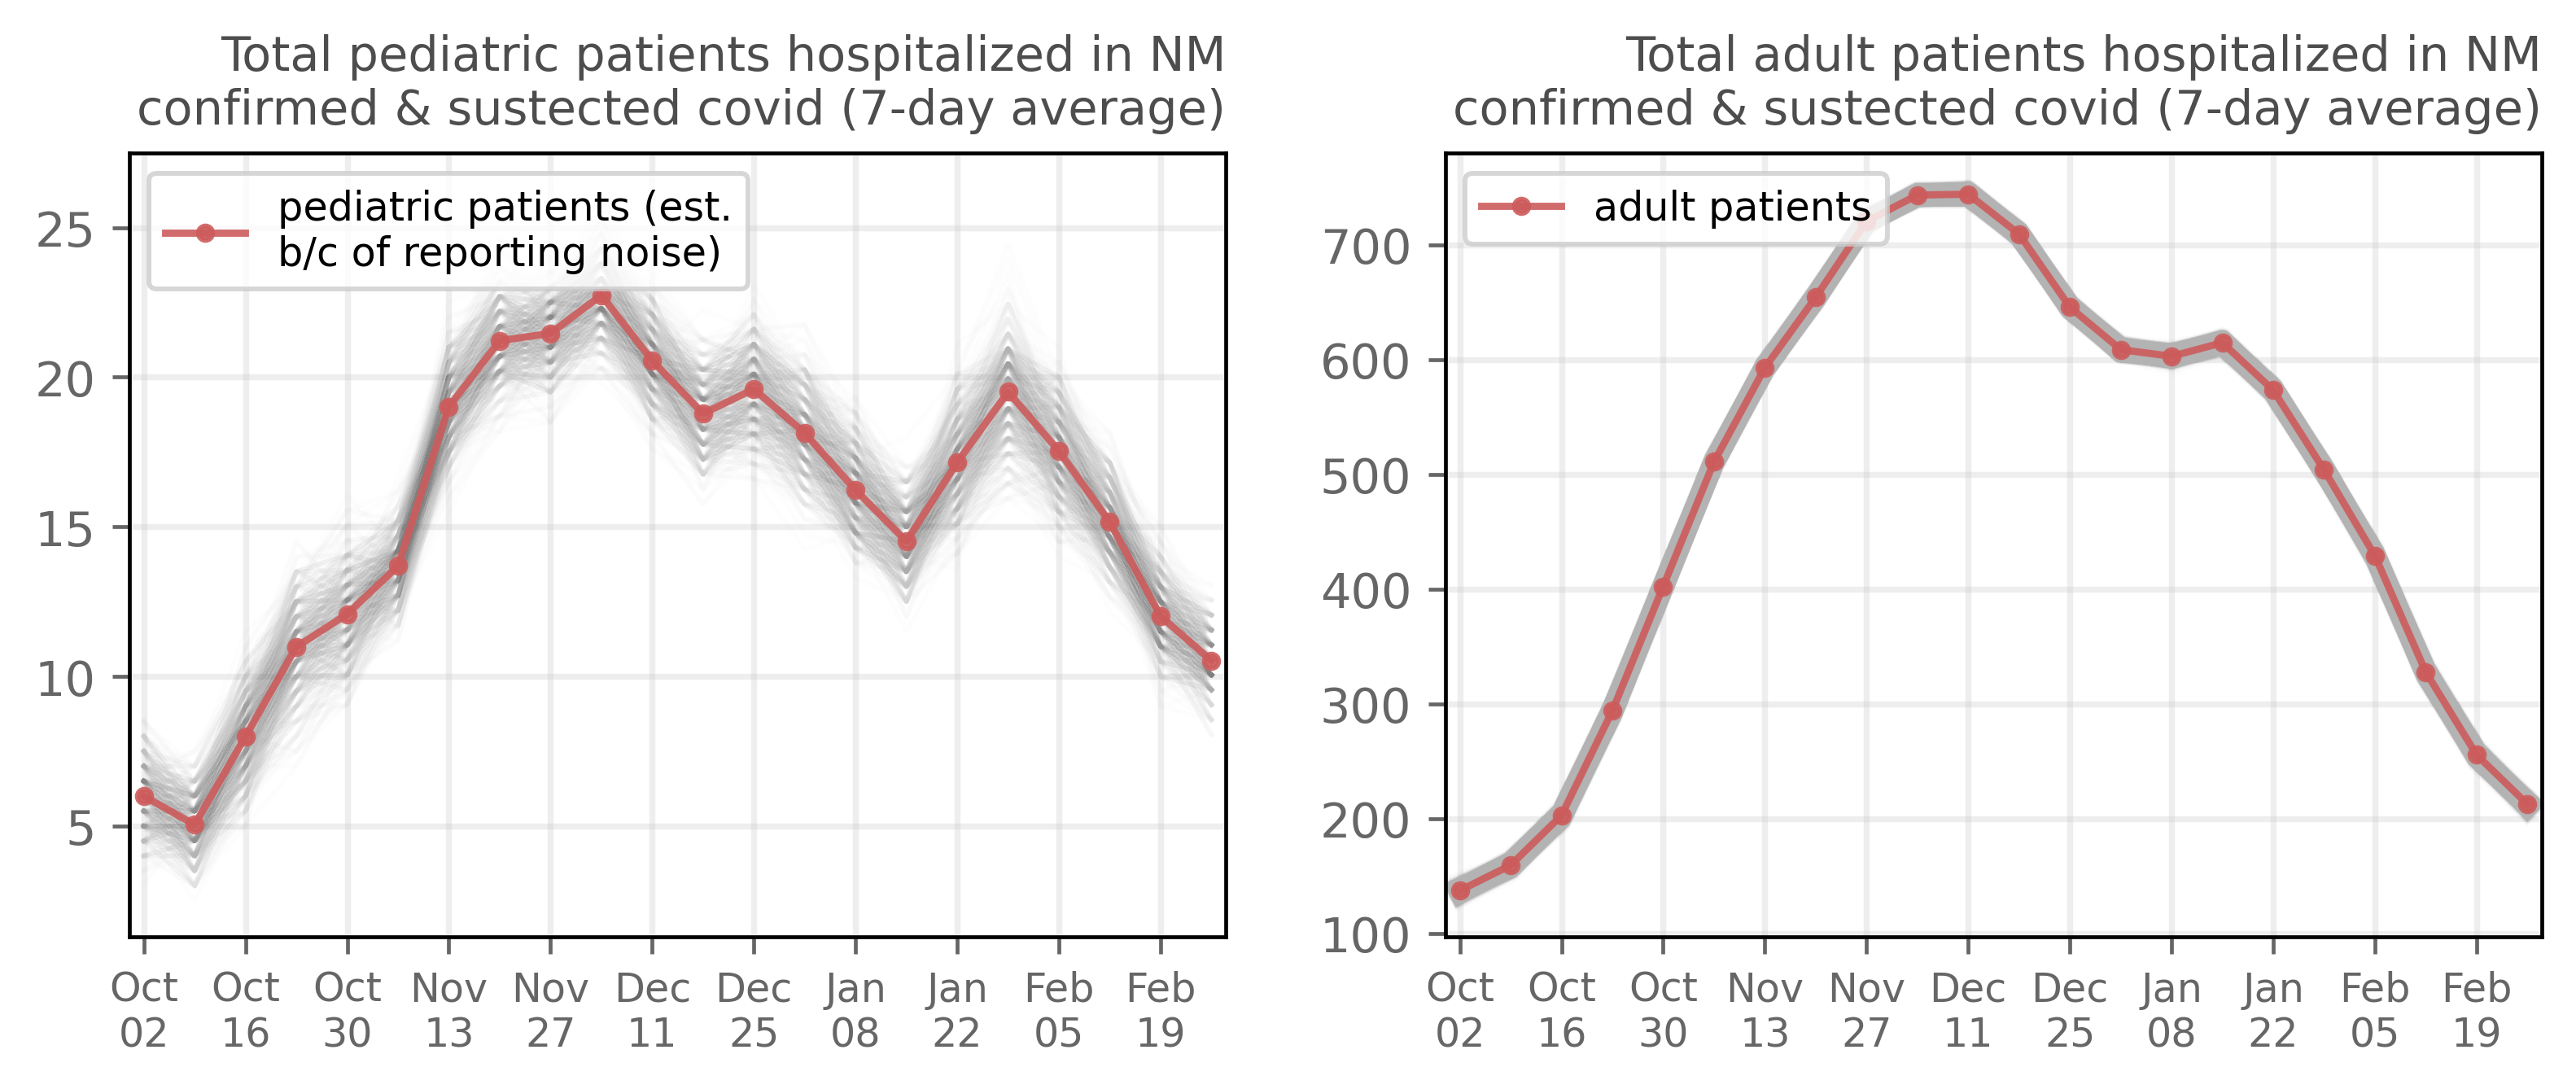 Total pediatric patients hospitalized in NM
confirmed & sustected covid (7-day average)
pediatric patients (est.
b/c of reporting noise)
25
20
15
10
5
Oct Oct Oct Nov Nov Dec Dec Jan Jan Feb Feb
02 16 30 13 27 11 25 08 22 05 19
Total adult patients hospitalized in NM
confirmed & sustected covid (7-day average)
adult patients
700
600
500
400
300
200
100
Oct Oct Oct Nov Nov Dec Dec Jan Jan Feb Feb
02 16 30 13 27 11 25 08 22 05 19